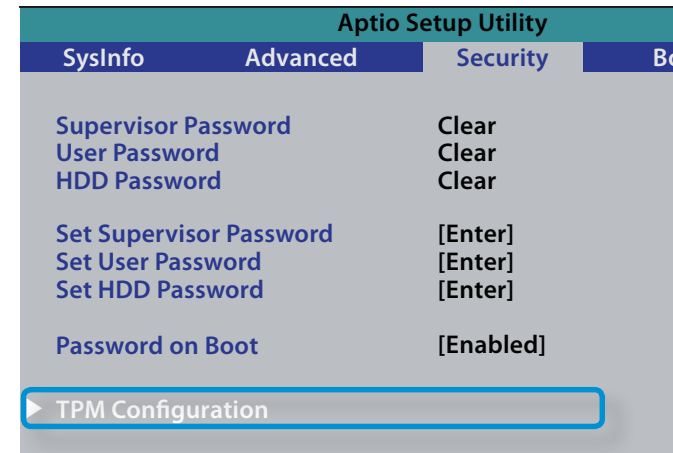 Aptio Setup Utility
SysInfo Advanced Security
Supervisor Password Clear
User Password Clear
HDD Password Clear
Set Supervisor Password [Enter]
Set User Password [Enter]
Set HDD Password [Enter]
Password on Boot [Enabled]
TPM Configuration